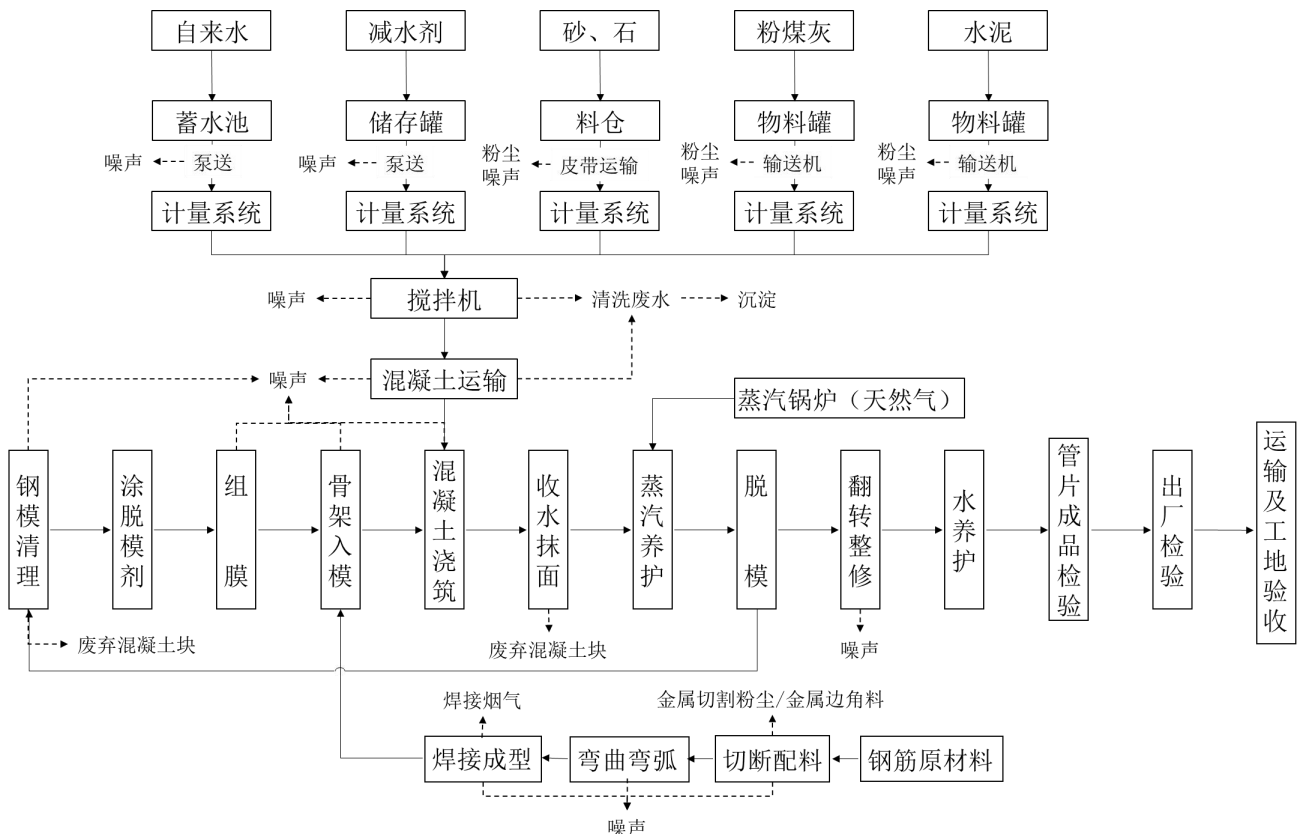 自来水
减水剂
砂、石
粉煤灰
水泥
蓄水池
储存罐
料仓
物料罐
物料罐
噪声
泵送
噪声
泵送
粉尘
噪声
皮带运输
粉尘
噪声
输送机
粉尘
噪声
输送机
计量系统
计量系统
计量系统
计量系统
计量系统
噪声
搅拌机
清洗废水
沉淀
噪声
混凝土运输
蒸汽锅炉（天然气）
钢模清理
涂脱模剂
组膜
骨架入模
混凝土浇筑
收水抹面
蒸汽养护
脱模
翻转整修
水养护
管片成品检验
出厂检验
运输及工地验收
废弃混凝土块
废弃混凝土块
噪声
焊接烟气
金属切割粉尘/金属边角料
焊接成型
弯曲弯弧
切断配料
钢筋原材料
噪声